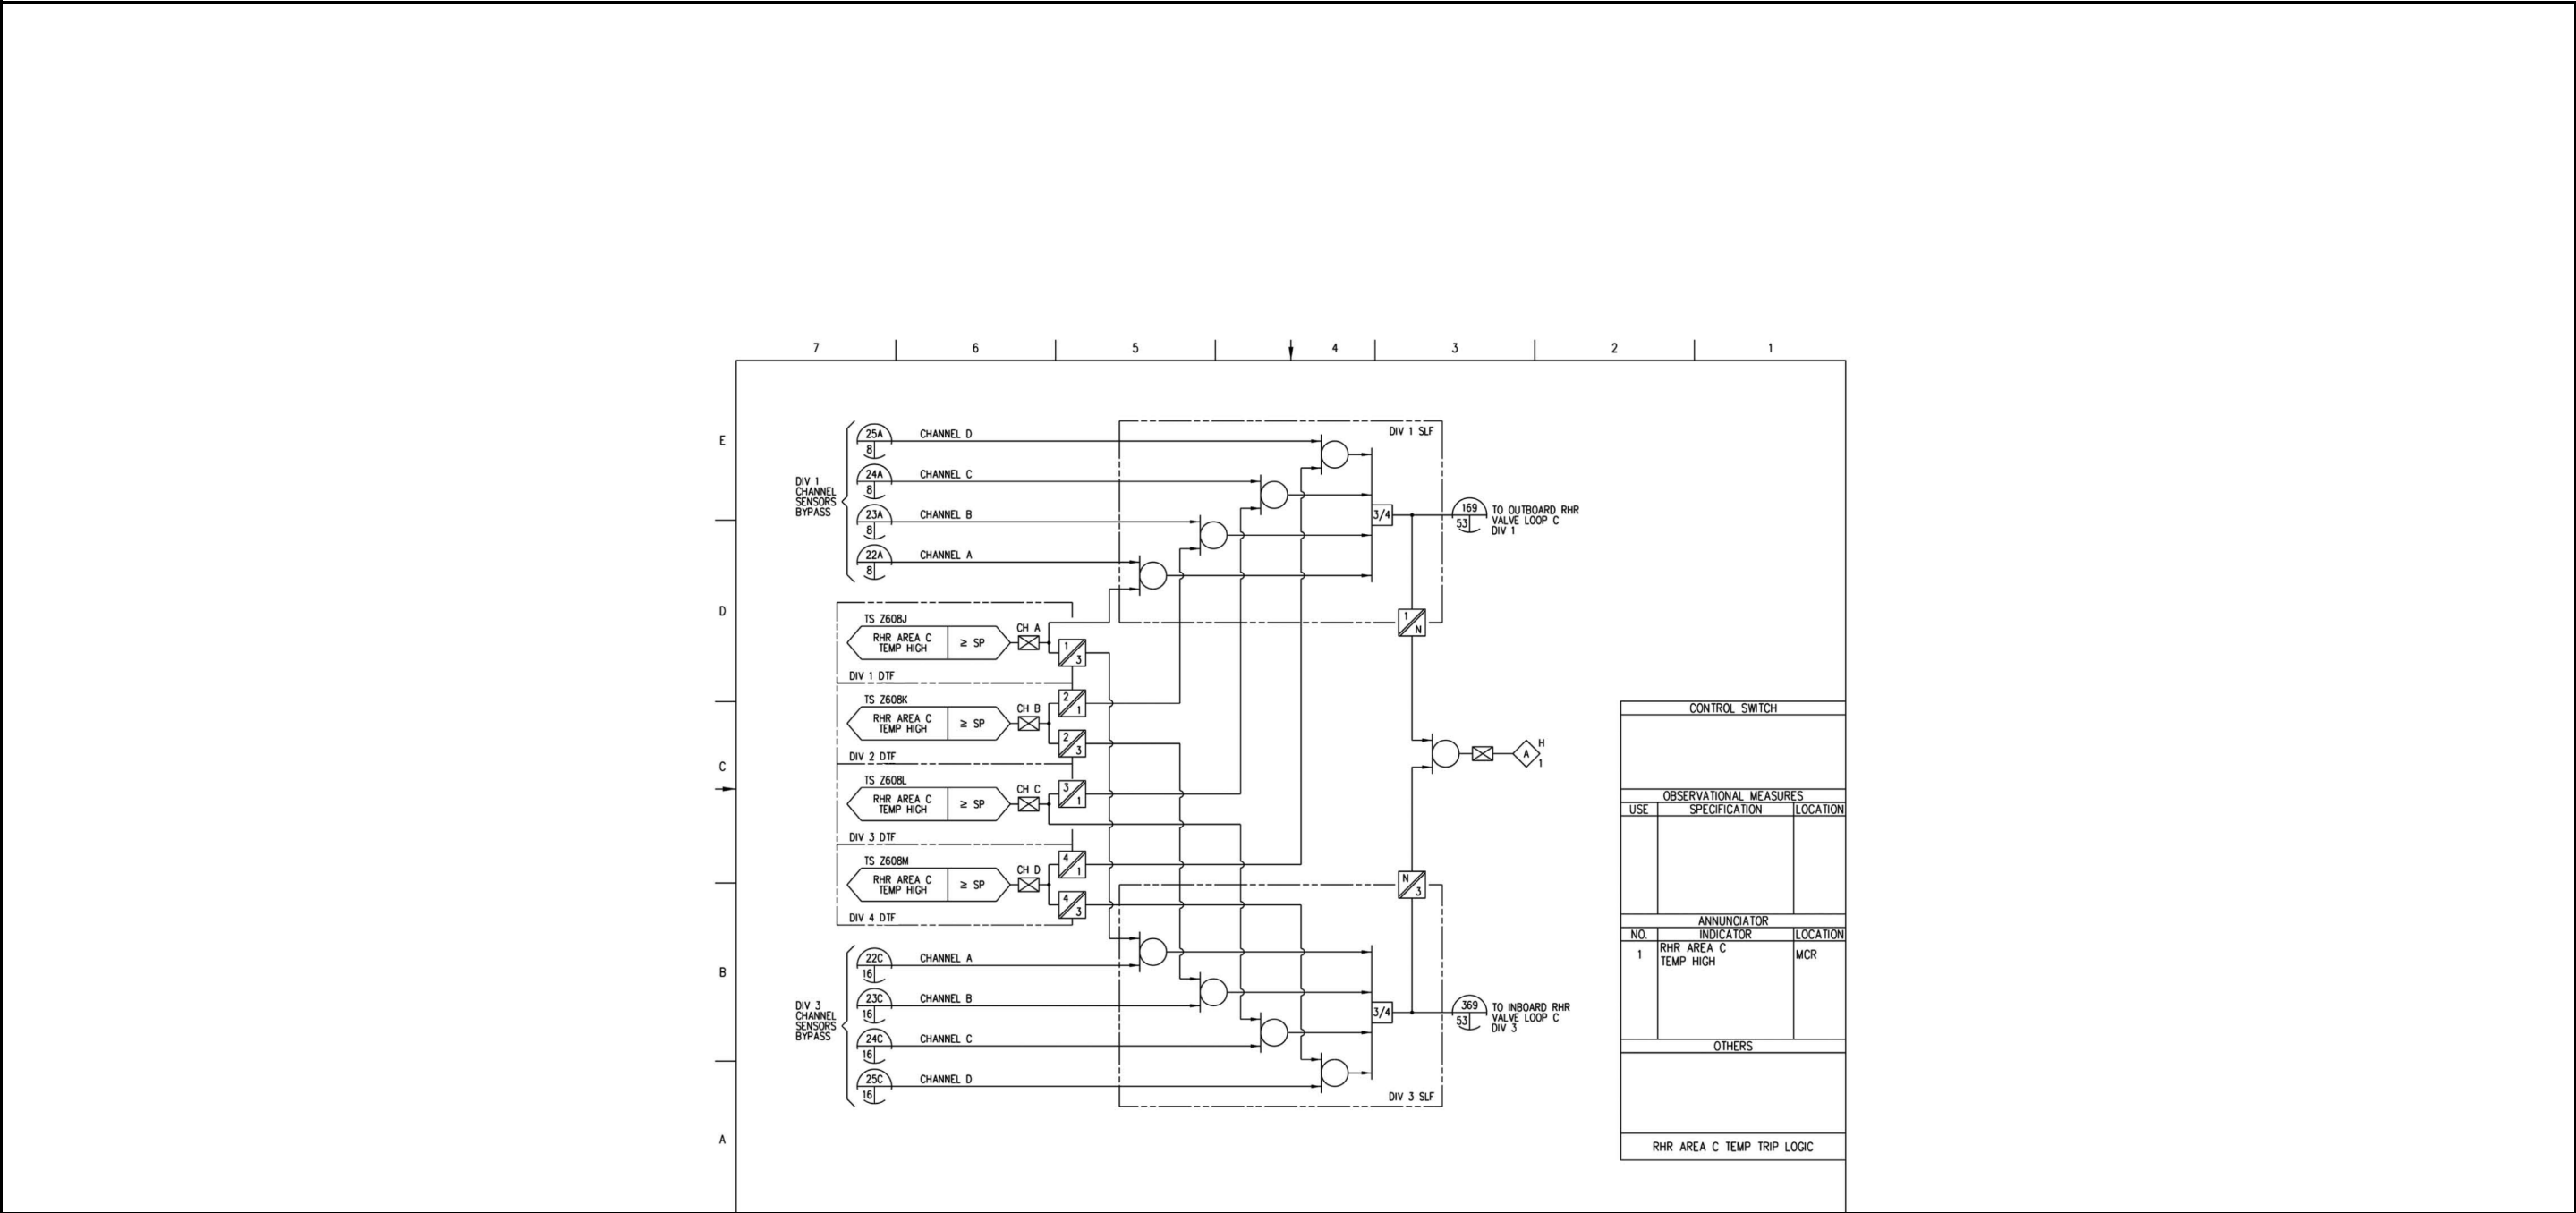 7 6 5 4 3 2 1
E
D
C
B
A
DIV 1
CHANNEL
SENSORS
BYPASS
25A
8
CHANNEL D
24A
8
CHANNEL C
23A
8
CHANNEL B
22A
8
CHANNEL A
DIV 1 SLF
3/4
169
53
TO OUTBOARD RHR
VALVE LOOP C
DIV 1
1
N
TS Z608J
RHR AREA C
TEMP HIGH
≥ SP
CH A
1
3
DIV 1 DTF
TS Z608K
RHR AREA C
TEMP HIGH
≥ SP
CH B
2
1
2
3
DIV 2 DTF
TS Z608L
RHR AREA C
TEMP HIGH
≥ SP
CH C
3
1
DIV 3 DTF
TS Z608M
RHR AREA C
TEMP HIGH
≥ SP
CH D
4
1
4
3
DIV 4 DTF
A
H
1
N
3
DIV 3
CHANNEL
SENSORS
BYPASS
22C
16
CHANNEL A
23C
16
CHANNEL B
24C
16
CHANNEL C
25C
16
CHANNEL D
3/4
369
53
TO INBOARD RHR
VALVE LOOP C
DIV 3
DIV 3 SLF
CONTROL SWITCH
OBSERVATIONAL MEASURES
USE SPECIFICATION LOCATION
ANNUNCIATOR
NO. INDICATOR LOCATION
1 RHR AREA C
TEMP HIGH
MCR
OTHERS
RHR AREA C TEMP TRIP LOGIC